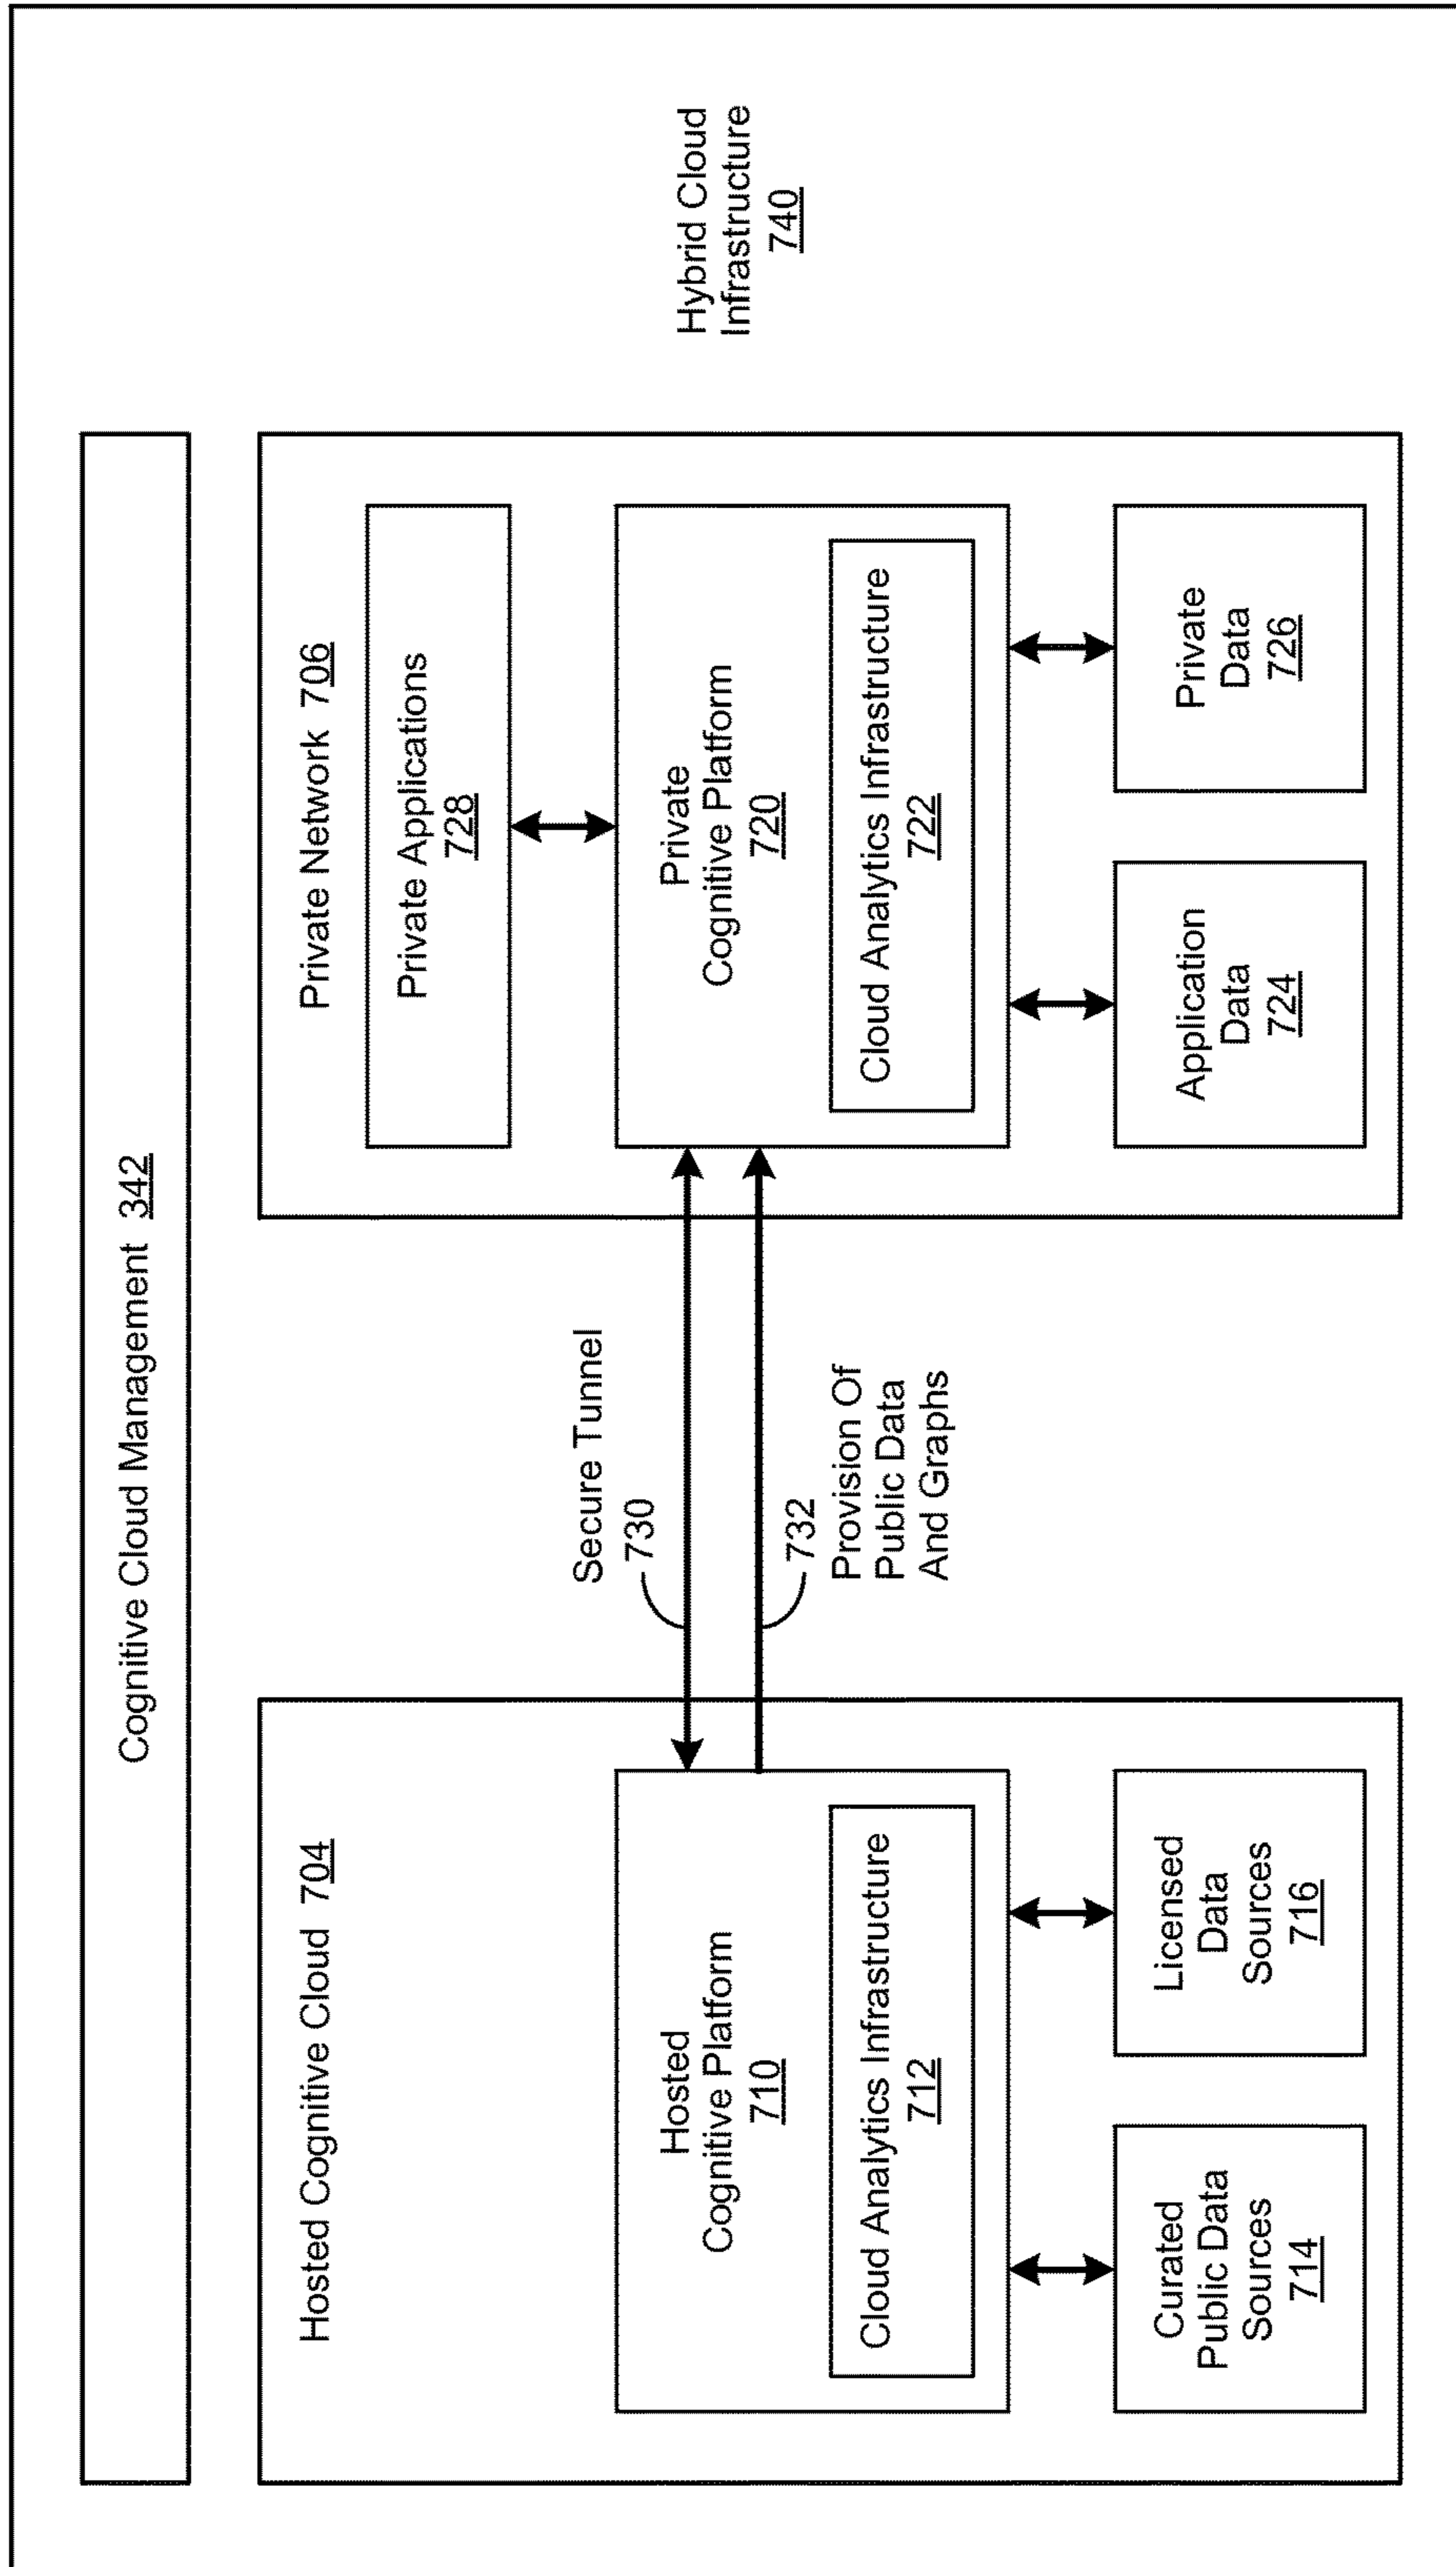 Cognitive Cloud Management 342
Hosted Cognitive Cloud 704
Hosted
Cognitive Platform
710
Cloud Analytics Infrastructure
712
Curated
Public Data
Sources
714
Licensed
Data
Sources
716
Secure Tunnel
730
732
Provision Of
Public Data
And Graphs
Private Network 706
Private Applications
728
Private
Cognitive Platform
720
Cloud Analytics Infrastructure
722
Application
Data
724
Private
Data
726
Hybrid Cloud
Infrastructure
740